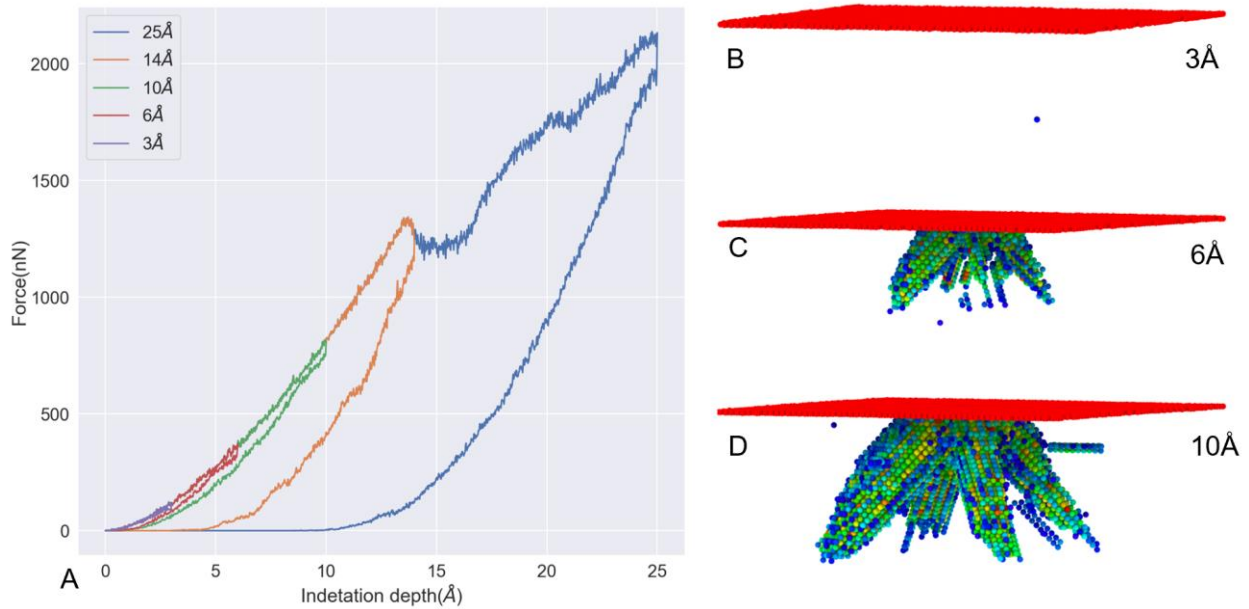 25Å
14Å
10Å
6Å
3Å
2000
1500
1000
500
0
Force(nN)
0 5 10 15 20 25
Indetation depth(Å)
A
B 3Å
C 6Å
D 10Å